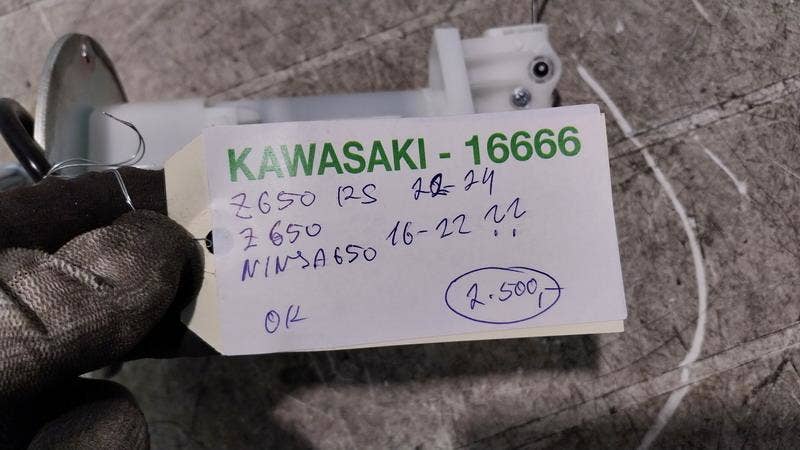 KAWASAKI - 16666
Z650 RS 22-24
Z650
NINJA650 16-22 ??
OK
2.500,-